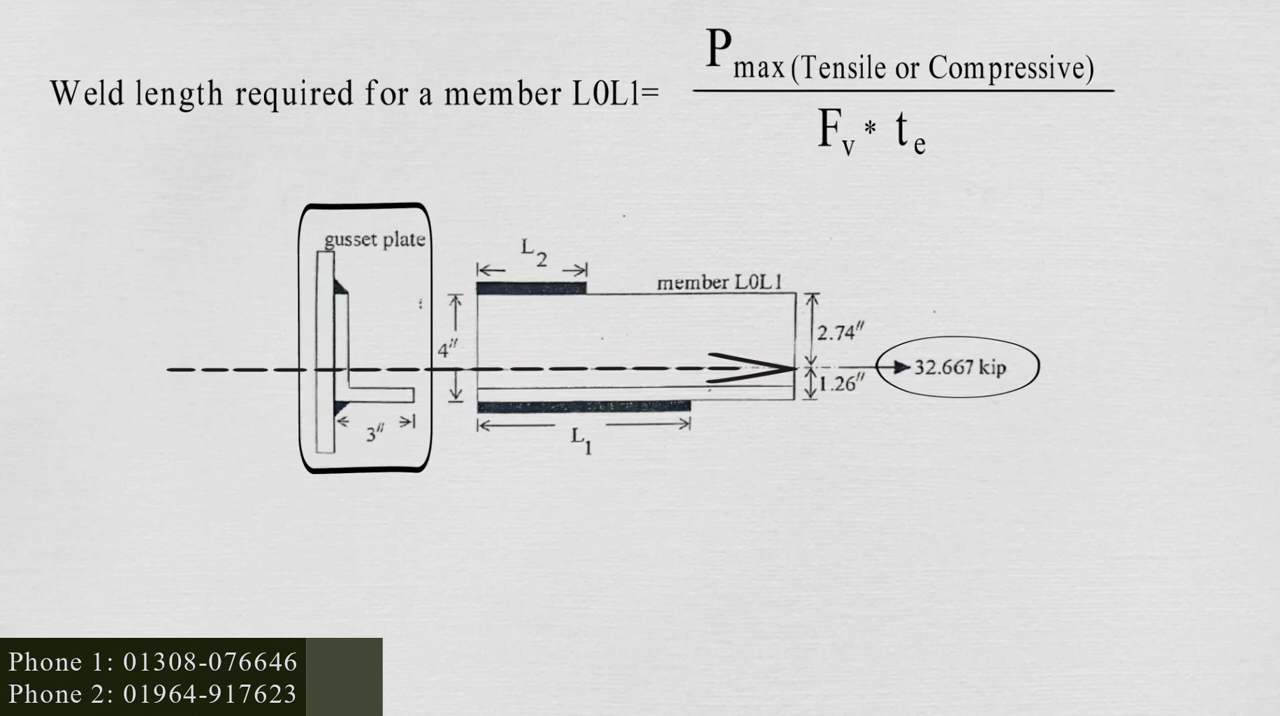 Weld length required for a member L0L1=
P max (Tensile or Compressive)
F v * t e
gusset plate
L 2
member L0L1
2.74"
4"
32.667 kip
1.26"
3"
L 1
Phone 1: 01308-076646
Phone 2: 01964-917623